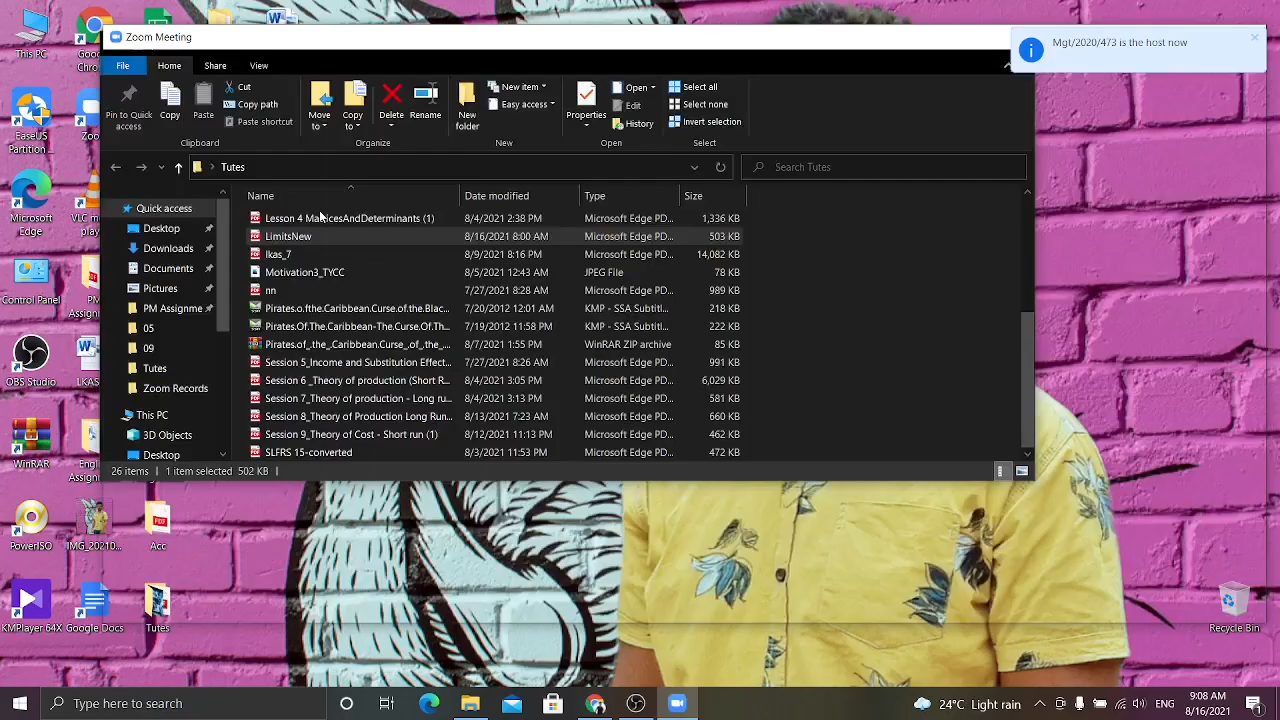 This PC
Goo
Zoom Meeting
Mgt/2020/473 is the host now
File
Home
Share
View
Pin to Quick access
Copy
Paste
Cut
Copy path
Paste shortcut
Clipboard
Move to
Copy to
Delete
Rename
Organize
New folder
New item
Easy access
New
Properties
Open
Edit
History
Open
Select all
Select none
Invert selection
Select
EaseUS Partition ...
Zoo
Tutes
Search Tutes
Name
Date modified
Type
Size
Quick access
Desktop
Downloads
Documents
Pictures
PM Assignme
05
09
Tutes
Zoom Records
This PC
3D Objects
Desktop
Lesson 4 MatricesAndDeterminants (1) 8/4/2021 2:38 PM Microsoft Edge PD... 1,336 KB
LimitsNew 8/16/2021 8:00 AM Microsoft Edge PD... 503 KB
lkas_7 8/9/2021 8:16 PM Microsoft Edge PD... 14,082 KB
Motivation3_TYCC 8/5/2021 12:43 AM JPEG File 78 KB
nn 7/27/2021 8:28 AM Microsoft Edge PD... 989 KB
Pirates.o.fthe.Caribbean.Curse.of.the.Blac... 7/20/2012 12:01 AM KMP - SSA Subtitl... 218 KB
Pirates.Of.The.Caribbean-The.Curse.Of.Th... 7/19/2012 11:58 PM KMP - SSA Subtitl... 222 KB
Pirates_of_the_Caribbean.Curse_of_the_... 8/7/2021 1:55 PM WinRAR ZIP archive 85 KB
Session 5_Income and Substitution Effect... 7/27/2021 8:26 AM Microsoft Edge PD... 991 KB
Session 6 _Theory of production (Short R... 8/4/2021 3:05 PM Microsoft Edge PD... 6,029 KB
Session 7_Theory of production - Long ru... 8/4/2021 3:13 PM Microsoft Edge PD... 581 KB
Session 8_Theory of Production Long Run... 8/13/2021 7:23 AM Microsoft Edge PD... 660 KB
Session 9_Theory of Cost - Short run (1) 8/12/2021 11:13 PM Microsoft Edge PD... 462 KB
SLFRS 15-converted 8/3/2021 11:53 PM Microsoft Edge PD... 472 KB
26 items 1 item selected 502 KB
Microsoft Edge
VLC m
play
Control Panel
PM
Assign
OBS Studio
LKAS
WinRAR
Engl
Assign
PowerISO
IMG_20210...
Acc
KMPlayer 64X
Google Docs
Tutes
Recycle Bin
Type here to search
24°C Light rain
ENG
9:08 AM
8/16/2021
1